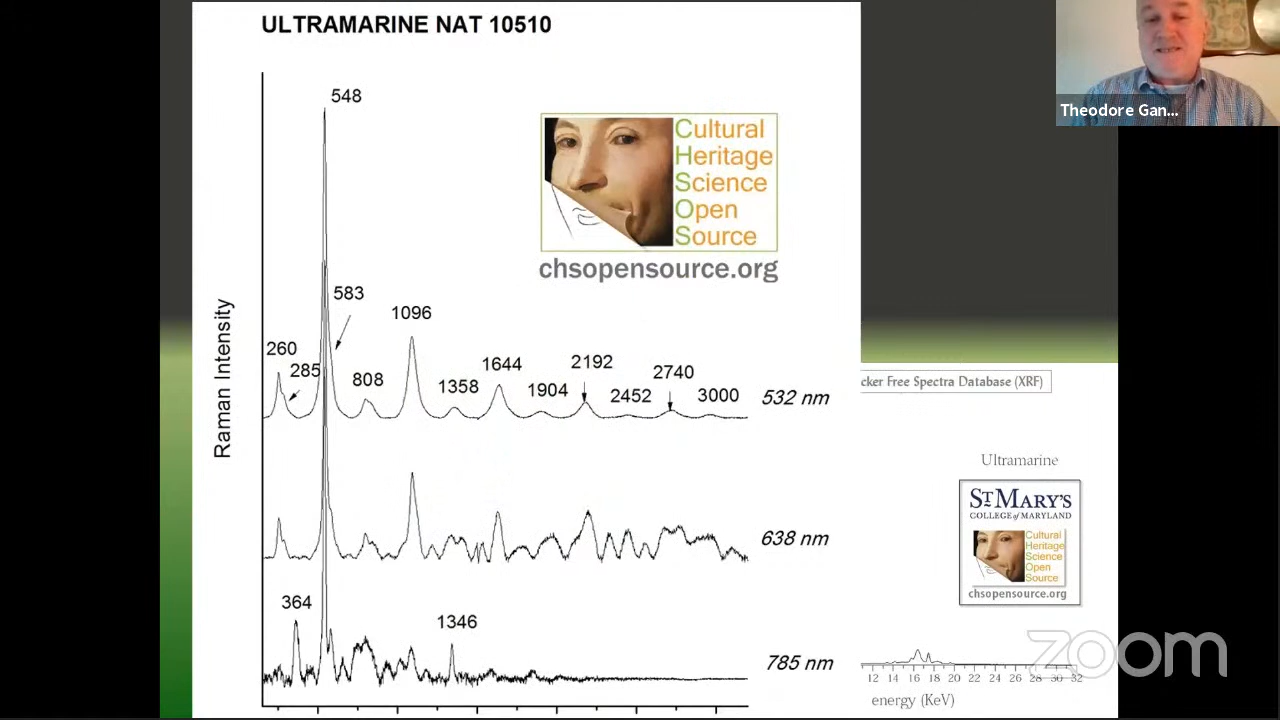 ULTRAMARINE NAT 10510
548
583
1096
260
285
808
1358
1644
1904
2192
2452
2740
3000
532 nm
Raman Intensity
638 nm
364
1346
785 nm
Cultural
Heritage
Science
Open
Source
chsopensource.org
Theodore Gan...
cker Free Spectra Database (XRF)
Ultramarine
ST MARY'S
COLLEGE of MARYLAND
Cultural
Heritage
Science
Open
Source
chsopensource.org
12 14 16 18 20 22 24 26 28 30 32
energy (KeV)
zoom